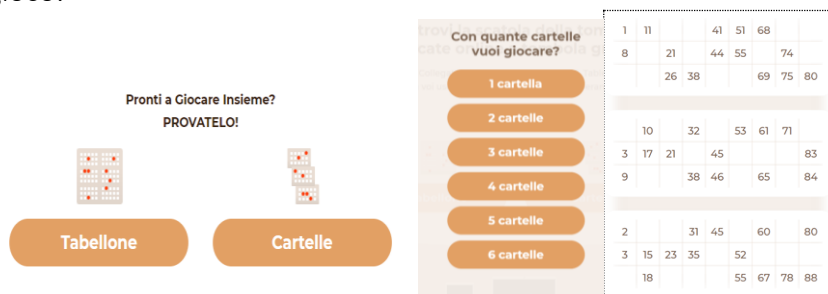 Pronti a Giocare Insieme?
PROVATELO!
Tabellone
Cartelle
Con quante cartelle
vuoi giocare?
1 cartella
2 cartelle
3 cartelle
4 cartelle
5 cartelle
6 cartelle
1 11 41 51 68
8 21 44 55 74
26 38 69 75 80
10 32 53 61 71
3 17 21 45 83
9 38 46 65 84
2 31 45 60 80
3 15 23 35 52
18 55 67 78 88